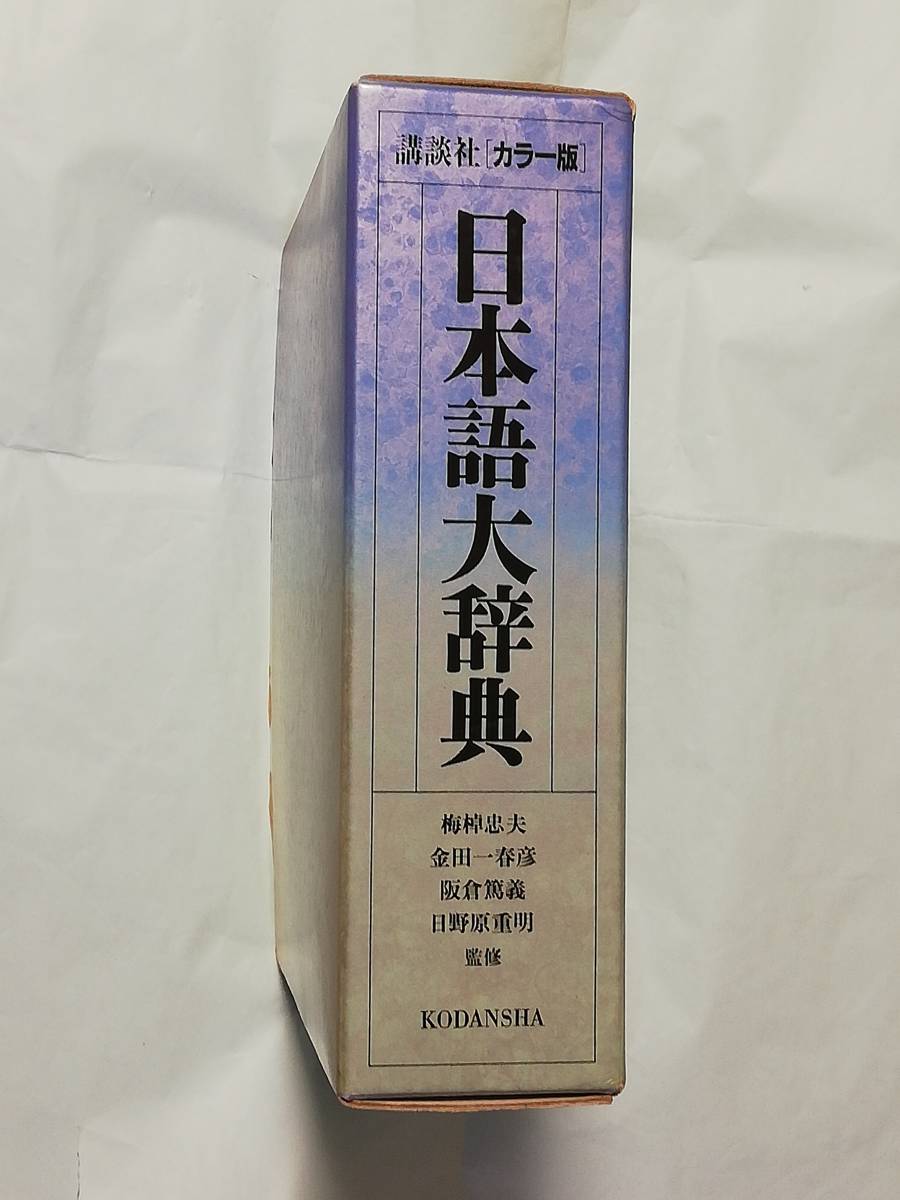 講談社[カラー版]
日本語大辞典
梅棹忠夫
金田一春彦
阪倉篤義
日野原重明
監修
KODANSHA